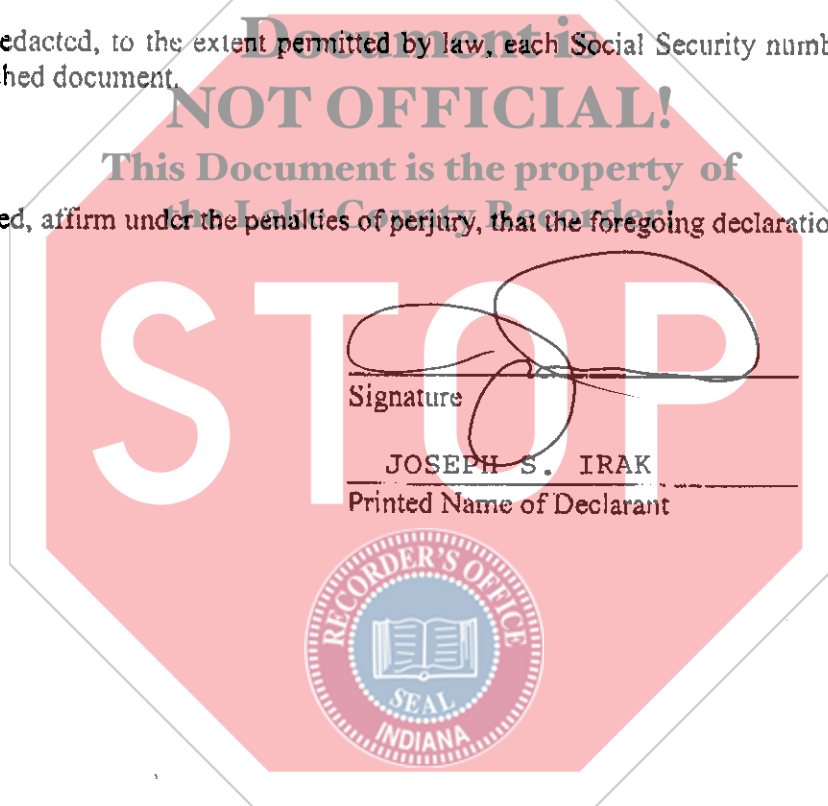 Document is
edacted, to the extent permitted by law, each Social Security numb
hed document.
NOT OFFICIAL!
This Document is the property of
the Lake County Recorder!
ed, affirm under the penalties of perjury, that the foregoing declaratio
STOP
Signature
JOSEPH S. IRAK
Printed Name of Declarant
RECORDER'S OFFICE
SEAL
INDIANA